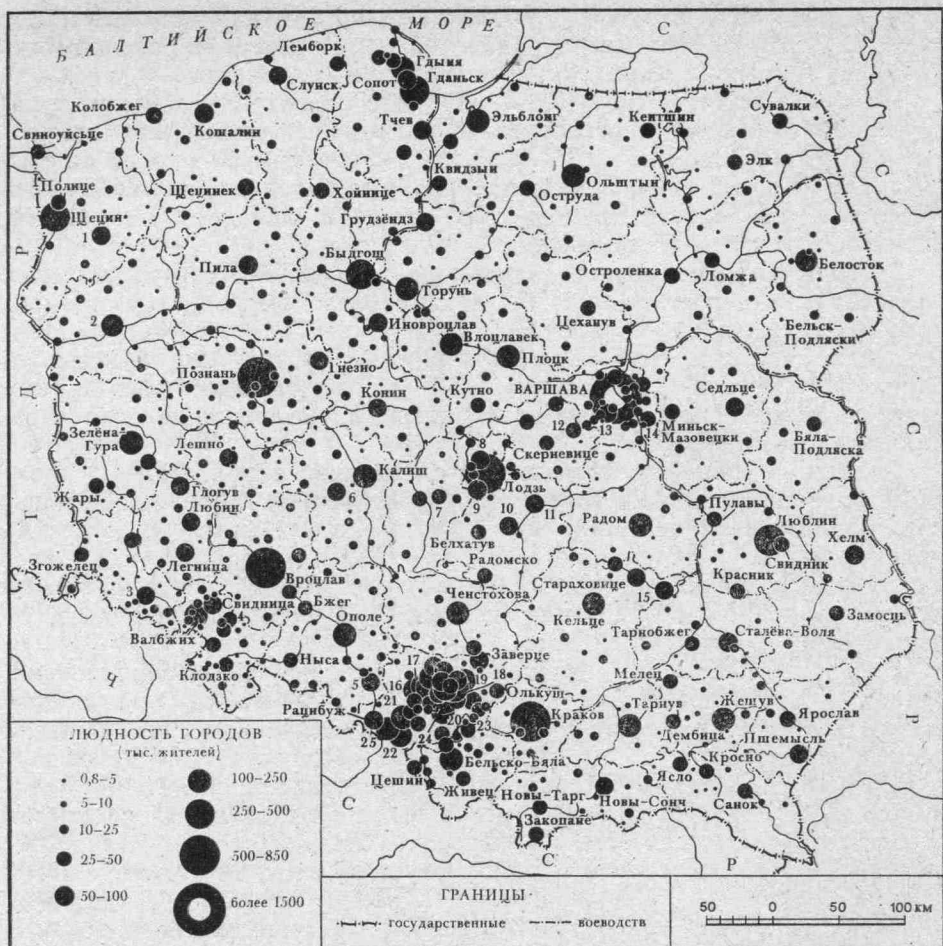 БАЛТИЙСКОЕ МОРЕ
С
Лемборк
Гдыня
Слупск
Сопот
Гданьск
Колобжег
Кошалин
Тчев
Эльблонг
Кентшин
Сувалки
Свиноуйсьце
Элк
С
Квидзын
Полице
Щецинек
Хойнице
Оструда
Ольштын
Щецин
1
Грудзёндз
Р
Быдгощ
Пила
Остроленка
Ломжа
Белосток
Торунь
2
Иновроцлав
Цеханув
Влоцлавек
Бельск-
Подляски
Плоцк
Познань
Гнезно
Д
Конин
Кутно
ВАРШАВА
Седльце
12
13
14
Миньск-
Мазовецки
С
Зелёна-
Гура
Лешно
8
Скерневице
Бяла-
Подляска
Калиш
Лодзь
Жары
Глогув
6
7
9
10
11
Пулавы
Г
Любин
Радом
Люблин
Белхатув
Хелм
Радомско
Свидник
Згожелец
Легница
Вроцлав
Стараховице
Красник
3
15
Свидница
Бжег
Ченстохова
4
Кельце
Замосць
Валбжих
Ополе
Тарнобжег
Сталёва-Воля
Заверце
Ч
Клодзко
Ныса
17
Мелец
5
16
19
18
Олькуш
Рацибуж
21
Краков
Тарнув
Жешув
Ярослав
20
23
Р
25
22
24
Дембица
Пшемысль
Бельско-Бяла
Кросно
Цешин
Ясло
С
Живец
Новы-Тарг
Новы-Сонч
Санок
Закопане
С
Р
ЛЮДНОСТЬ ГОРОДОВ
(тыс. жителей)
0,8–5
5–10
10–25
25–50
50–100
100–250
250–500
500–850
более 1500
ГРАНИЦЫ
государственные
воеводств
50 0 50 100 км